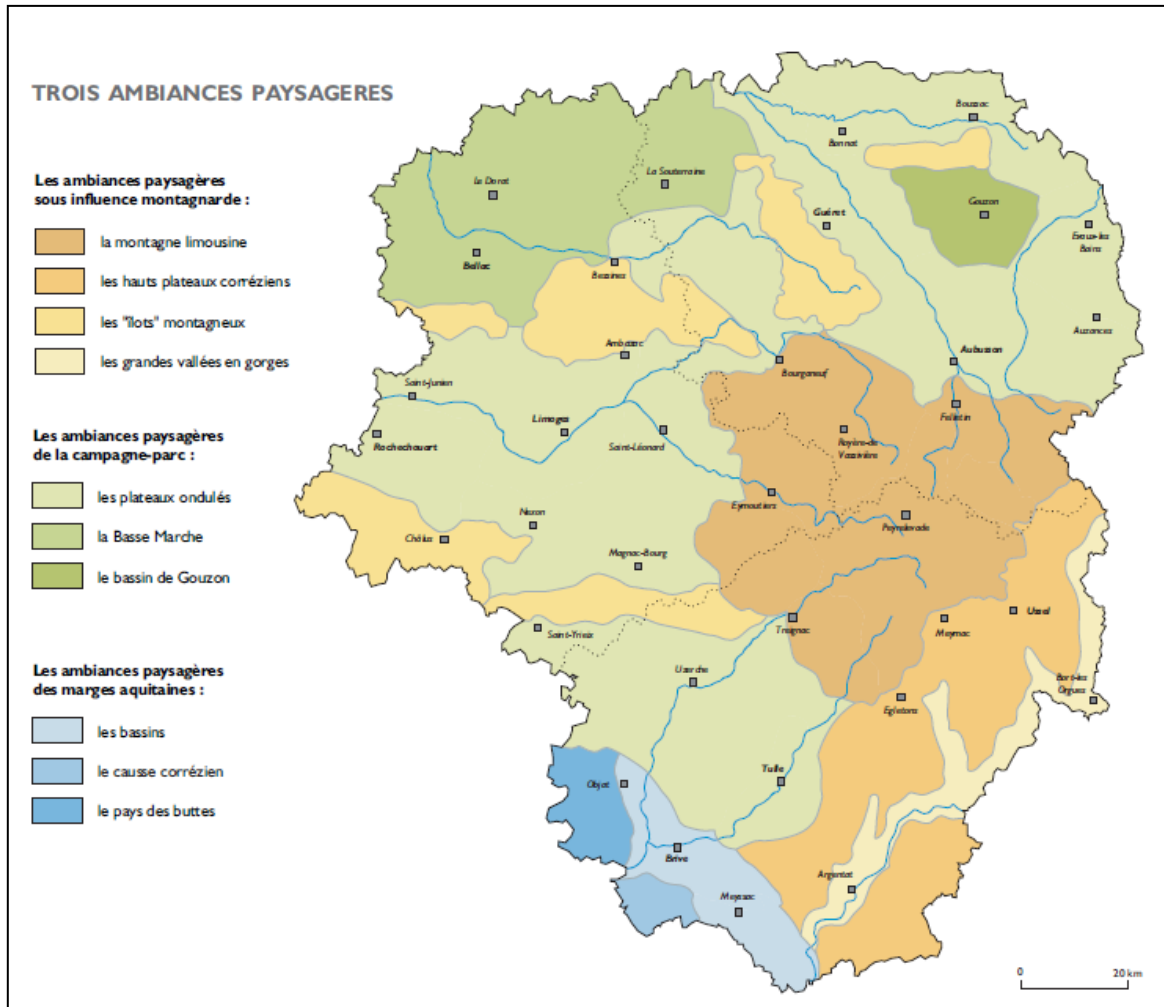 TROIS AMBIANCES PAYSAGERES
Les ambiances paysagères
sous influence montagnarde :
la montagne limousine
les hauts plateaux corréziens
les "îlots" montagneux
les grandes vallées en gorges
Les ambiances paysagères
de la campagne-parc :
les plateaux ondulés
la Basse Marche
le bassin de Gouzon
Les ambiances paysagères
des marges aquitaines :
les bassins
le causse corrézien
le pays des buttes
Boussac
Bonnat
La Souterraine
Le Dorat
Gouzon
Guéret
Evaux-les
Bains
Bellac
Bessines
Auzances
Ambazac
Bourganeuf
Aubusson
Saint-Junien
Felletin
Limoges
Saint-Léonard
Royère-de
Vassivière
Rochechouart
Eymoutiers
Peyrelevade
Nexon
Châlus
Magnac-Bourg
Ussel
Meymac
Treignac
Saint-Yrieix
Uzerche
Bort-les
Orgues
Egletons
Tulle
Objat
Brive
Argentat
Meyssac
0
20 km